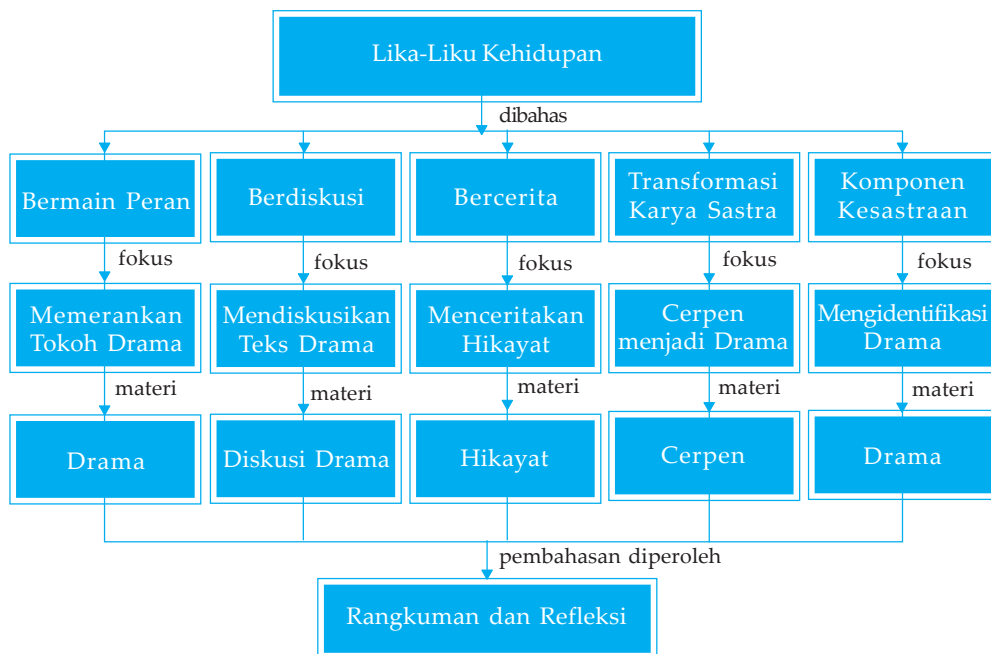 Lika-Liku Kehidupan
dibahas
Bermain Peran
Berdiskusi
Bercerita
Transformasi
Karya Sastra
Komponen
Kesastraan
fokus
fokus
fokus
fokus
fokus
Memerankan
Tokoh Drama
Mendiskusikan
Teks Drama
Menceritakan
Hikayat
Cerpen
menjadi Drama
Mengidentifikasi
Drama
materi
materi
materi
materi
materi
Drama
Diskusi Drama
Hikayat
Cerpen
Drama
pembahasan diperoleh
Rangkuman dan Refleksi